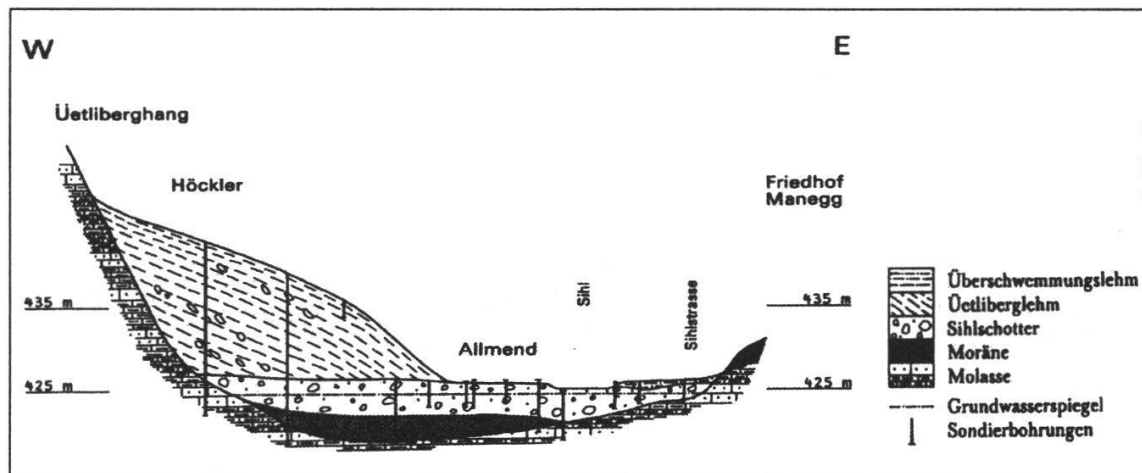 W
E
Üetliberghang
Höckler
Friedhof
Manegg
Sihl
Sihlstrasse
435 m
435 m
Allmend
425 m
425 m
Überschwemmungslehm
Üetliberglehm
Sihlschotter
Moräne
Molasse
Grundwasserspiegel
Sondierbohrungen